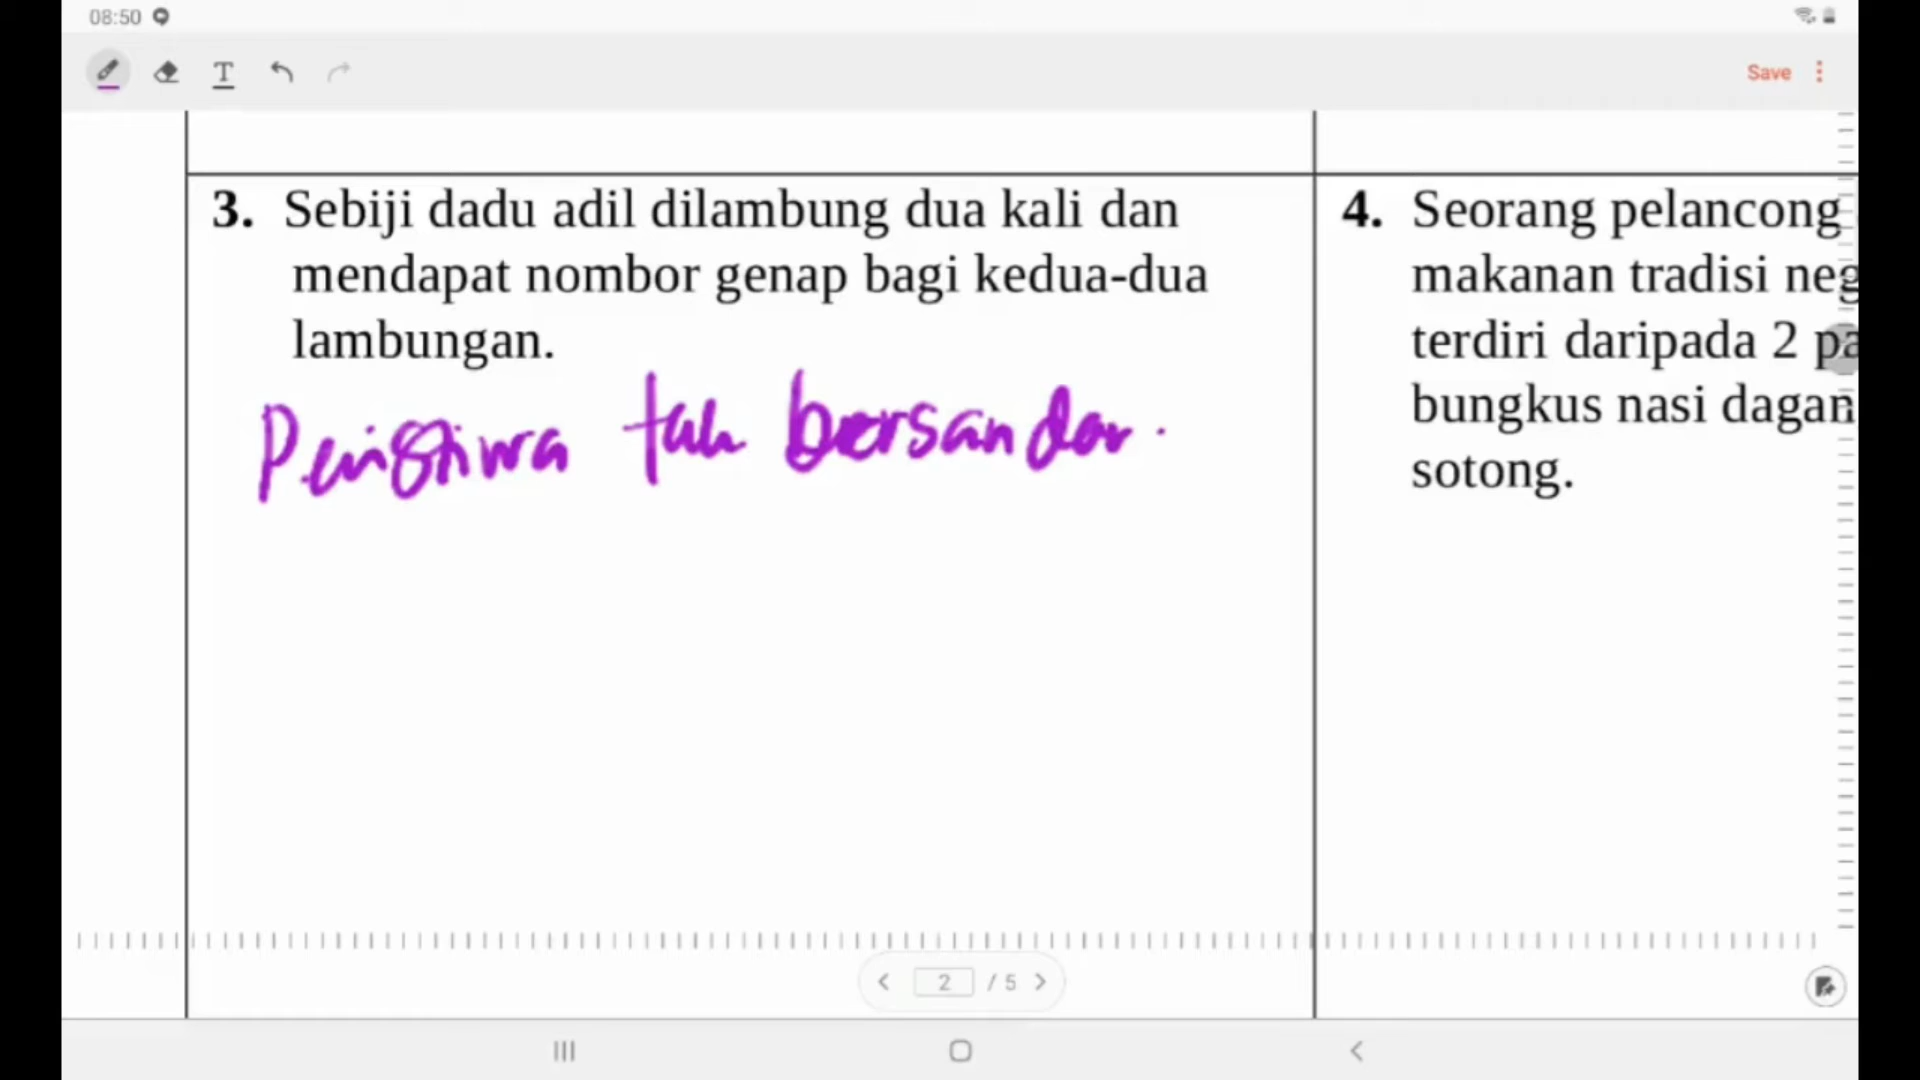 08:50
T
Save
3. Sebiji dadu adil dilambung dua kali dan
mendapat nombor genap bagi kedua-dua
lambungan.
Peristiwa tak bersandar.
4. Seorang pelancong
makanan tradisi neg
terdiri daripada 2 pa
bungkus nasi dagan
sotong.
2 / 5